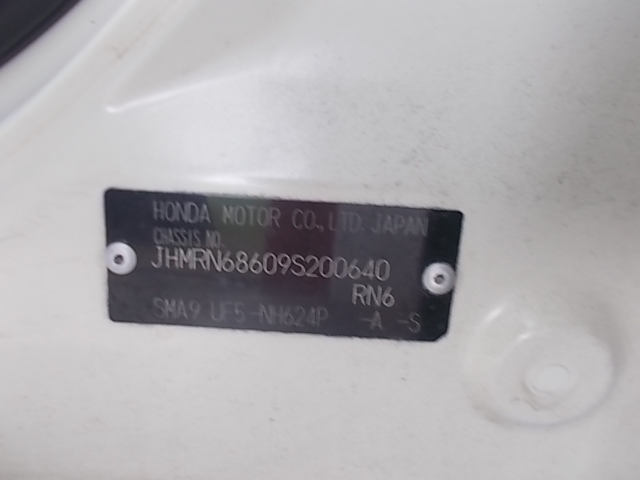 HONDA MOTOR CO., LTD. JAPAN
CHASSIS NO.
JHMRN68609S200640
RN6
SMA9 UF5-NH624P -A -S